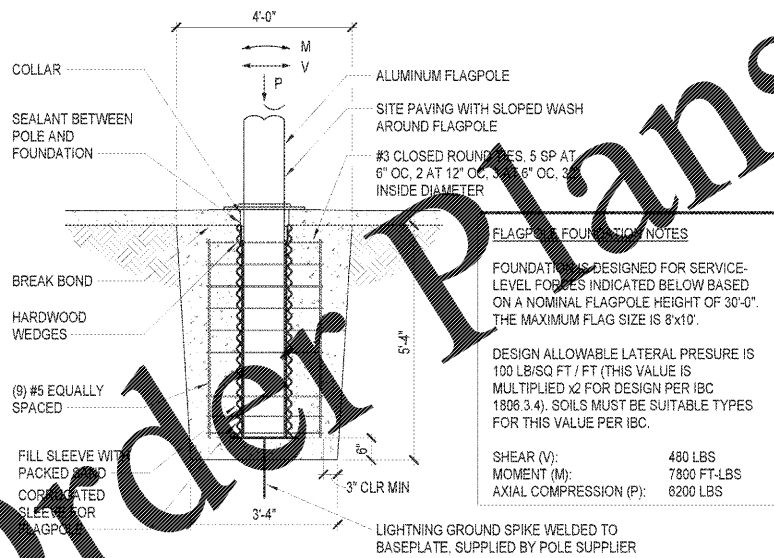 4'-0"
M
V
P
COLLAR
SEALANT BETWEEN
POLE AND
FOUNDATION
ALUMINUM FLAGPOLE
SITE PAVING WITH SLOPED WASH
AROUND FLAGPOLE
#3 CLOSED ROUND TIES, 5 SP AT
6" OC, 2 AT 12" OC, 3 AT 6" OC,
INSIDE DIAMETER
BREAK BOND
HARDWOOD
WEDGES
(9) #5 EQUALLY
SPACED
FILL SLEEVE WITH
PACKED SAND
CORRUGATED
SLEEVE FOR
FLAGPOLE
5'-4"
6"
3" CLR MIN
3'-4"
LIGHTNING GROUND SPIKE WELDED TO
BASEPLATE, SUPPLIED BY POLE SUPPLIER
FLAGPOLE FOUNDATION NOTES
FOUNDATION IS DESIGNED FOR SERVICE-
LEVEL FORCES INDICATED BELOW BASED
ON A NOMINAL FLAGPOLE HEIGHT OF 30'-0".
THE MAXIMUM FLAG SIZE IS 8'x10'.
DESIGN ALLOWABLE LATERAL PRESURE IS
100 LB/SQ FT / FT (THIS VALUE IS
MULTIPLIED x2 FOR DESIGN PER IBC
1806.3.4). SOILS MUST BE SUITABLE TYPES
FOR THIS VALUE PER IBC.
SHEAR (V): 480 LBS
MOMENT (M): 7800 FT-LBS
AXIAL COMPRESSION (P): 6200 LBS
nder Plans